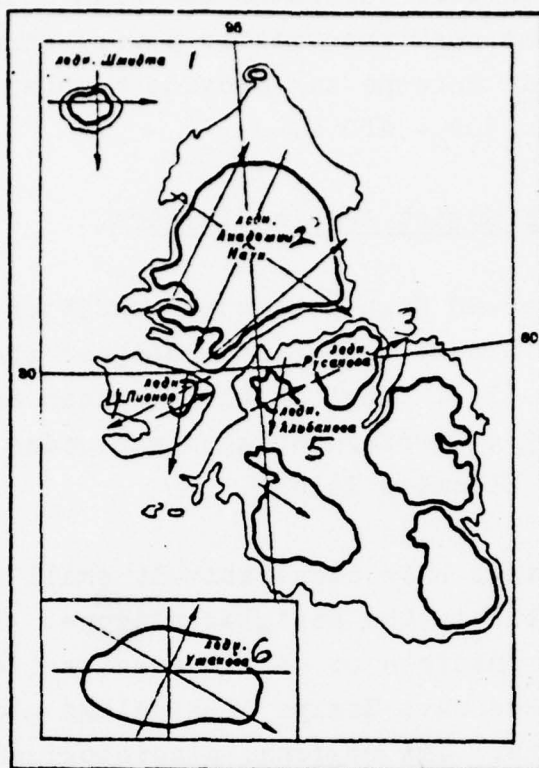 96
ледн. Шмидта 1
ледн.
Академии 2
Наук
3
80
80
ледн.
Русанова
4
ледн.
Пионер
ледн.
Альбанова
5
ледн. 6
Ушакова